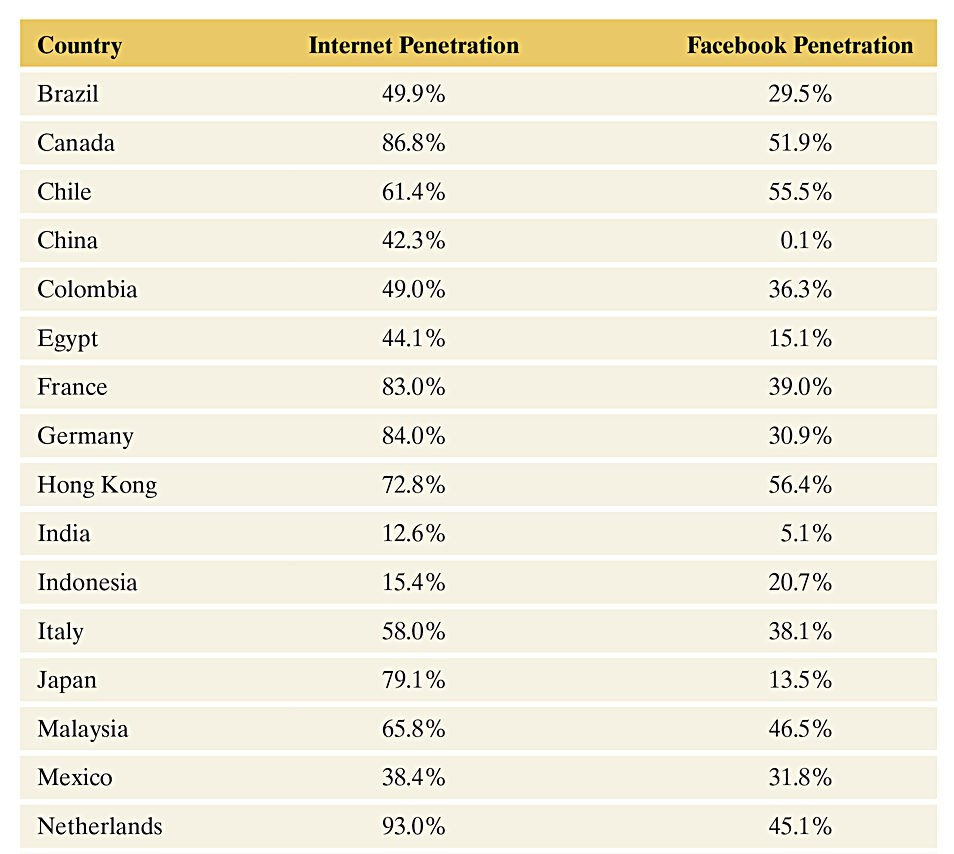 Country Internet Penetration Facebook Penetration
Brazil 49.9% 29.5%
Canada 86.8% 51.9%
Chile 61.4% 55.5%
China 42.3% 0.1%
Colombia 49.0% 36.3%
Egypt 44.1% 15.1%
France 83.0% 39.0%
Germany 84.0% 30.9%
Hong Kong 72.8% 56.4%
India 12.6% 5.1%
Indonesia 15.4% 20.7%
Italy 58.0% 38.1%
Japan 79.1% 13.5%
Malaysia 65.8% 46.5%
Mexico 38.4% 31.8%
Netherlands 93.0% 45.1%